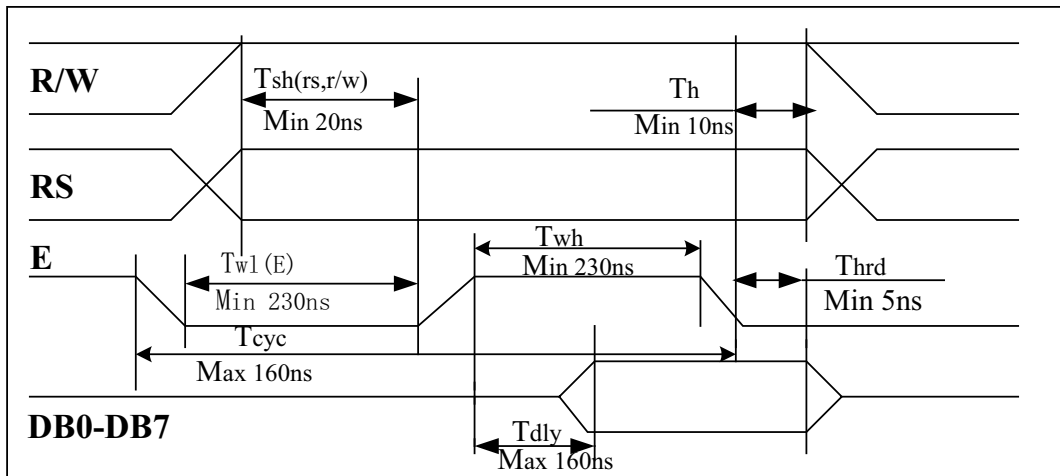 R/W
Tsh(rs,r/w)
Min 20ns
Th
Min 10ns
RS
E
Twl(E)
Min 230ns
Twh
Min 230ns
Thrd
Min 5ns
Tcyc
Max 160ns
DB0-DB7
Tdly
Max 160ns